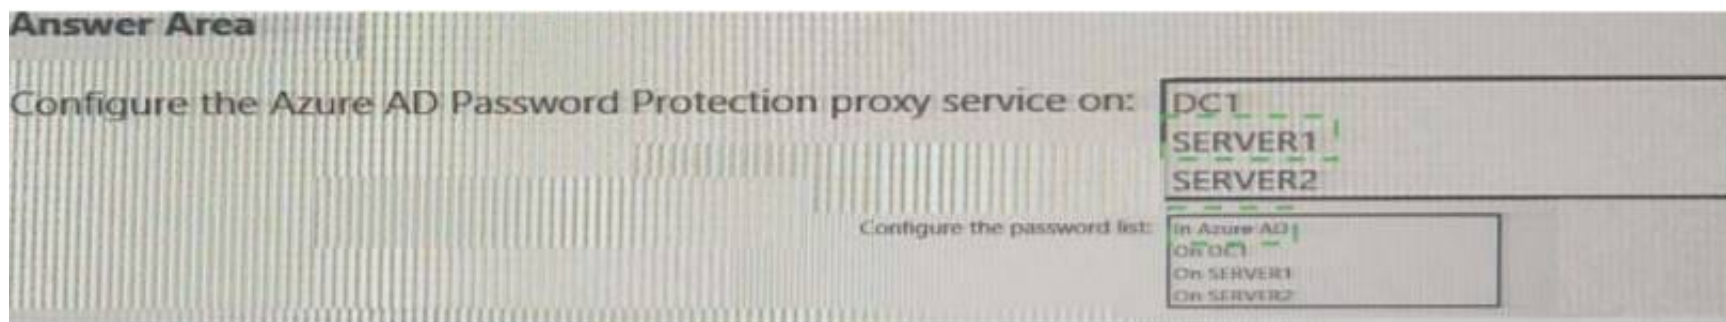 Answer Area
Configure the Azure AD Password Protection proxy service on:
DC1
SERVER1
SERVER2
Configure the password list:
In Azure AD
On DC1
On SERVER1
On SERVER2